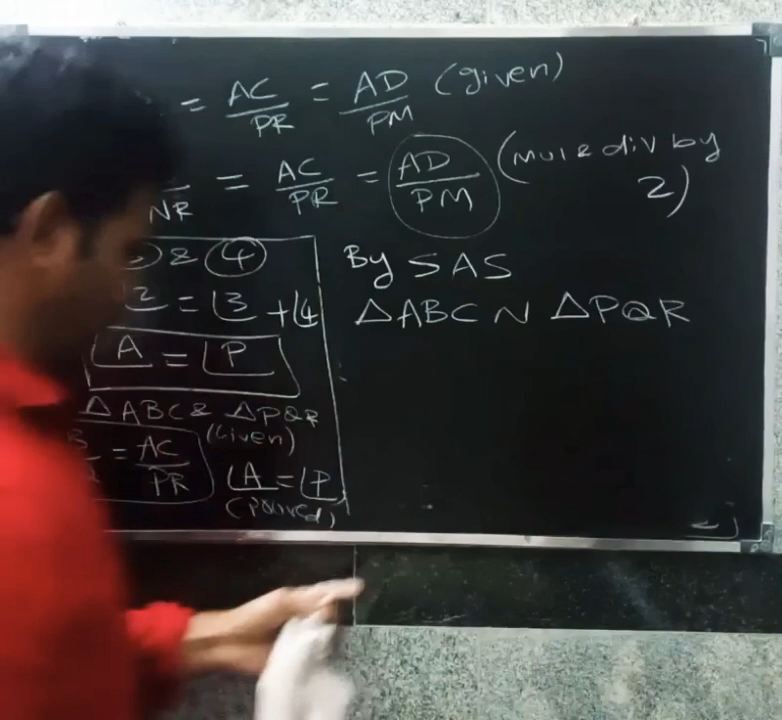 = AC/PR = AD/PM (given)
NR = AC/PR = AD/PM (mul & div by 2)
& 4
∠2 = ∠3 + ∠4
∠A = ∠P
△ABC & △PQR
= AC/PR (Given) ∠A = ∠P
(proved)
By SAS
△ABC ~ △PQR